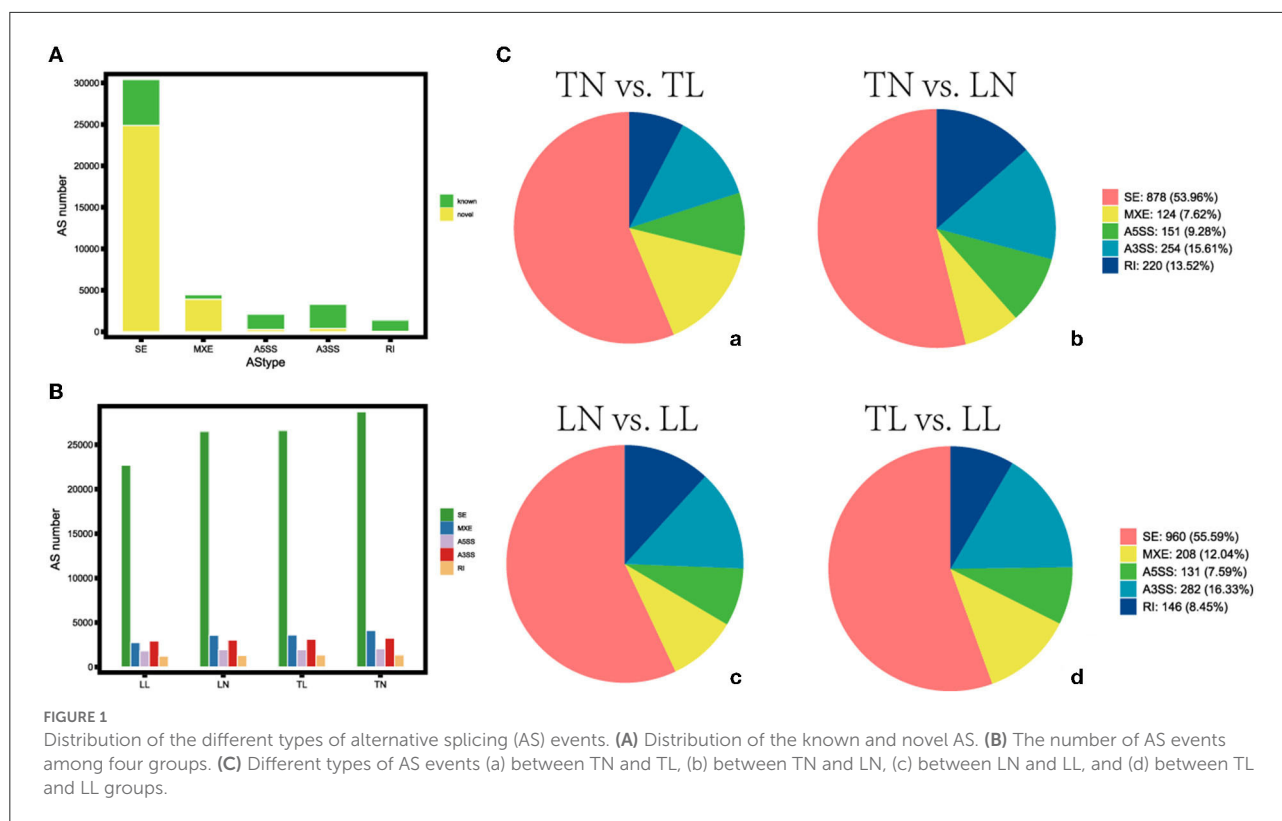 A
AS number
30000
25000
20000
15000
10000
5000
0
SE MXE A5SS A3SS RI
AStype
known
novel
C
TN vs. TL
a
TN vs. LN
b
SE: 878 (53.96%)
MXE: 124 (7.62%)
A5SS: 151 (9.28%)
A3SS: 254 (15.61%)
RI: 220 (13.52%)
B
AS number
25000
20000
15000
10000
5000
0
LL LN TL TN
SE
MXE
A5SS
A3SS
RI
LN vs. LL
c
TL vs. LL
d
SE: 960 (55.59%)
MXE: 208 (12.04%)
A5SS: 131 (7.59%)
A3SS: 282 (16.33%)
RI: 146 (8.45%)
FIGURE 1
Distribution of the different types of alternative splicing (AS) events. (A) Distribution of the known and novel AS. (B) The number of AS events
among four groups. (C) Different types of AS events (a) between TN and TL, (b) between TN and LN, (c) between LN and LL, and (d) between TL
and LL groups.